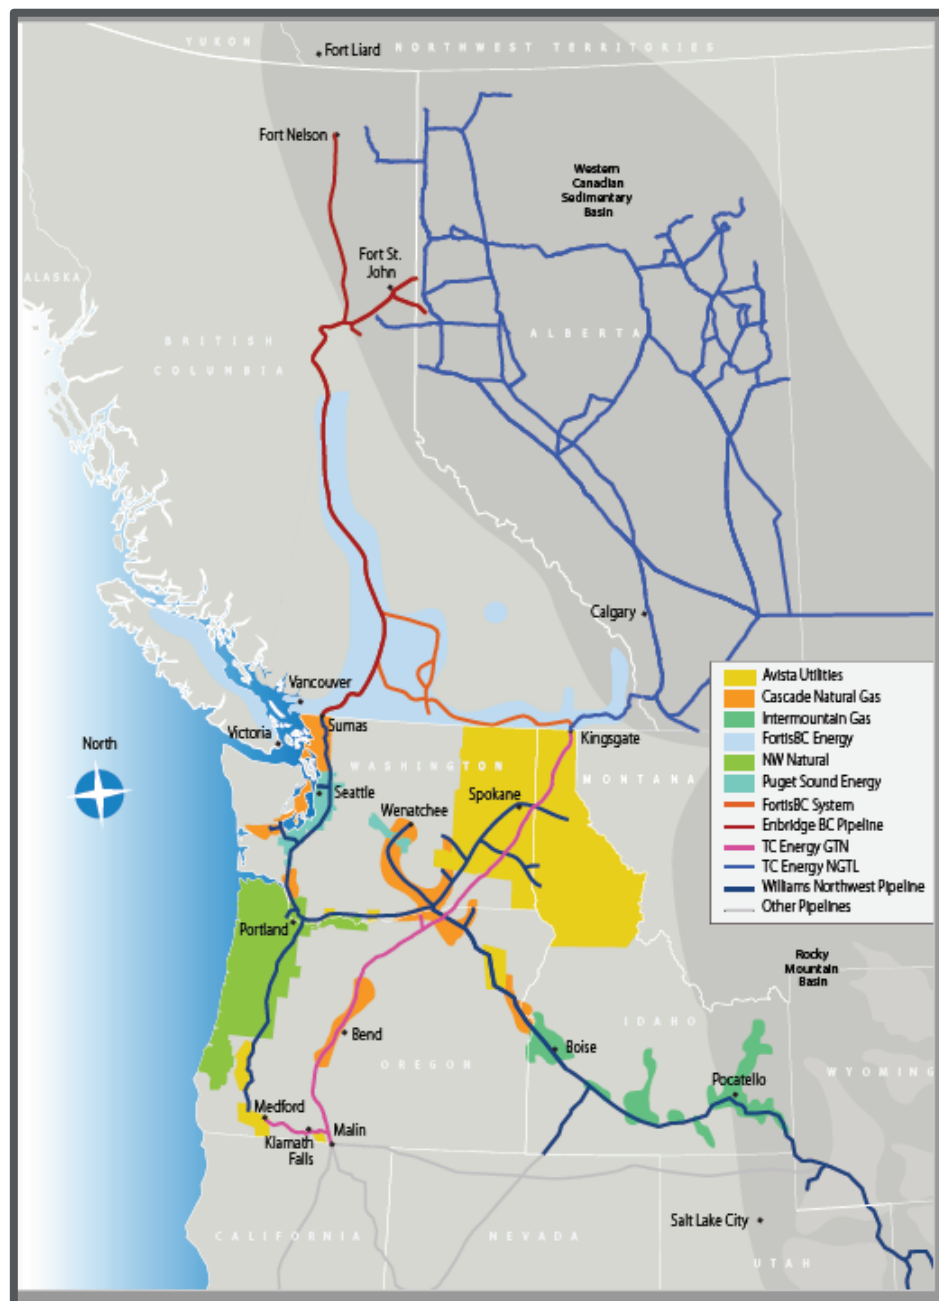 YUKON
NORTHWEST TERRITORIES
Fort Liard
Fort Nelson
Western
Canadian
Sedimentary
Basin
Fort St.
John
ALASKA
BRITISH
COLUMBIA
ALBERTA
Calgary
Vancouver
Victoria
Sumas
Kingsgate
North
WASHINGTON
MONTANA
Seattle
Wenatchee
Spokane
Avista Utilities
Cascade Natural Gas
Intermountain Gas
FortisBC Energy
NW Natural
Puget Sound Energy
FortisBC System
Enbridge BC Pipeline
TC Energy GTN
TC Energy NGTL
Williams Northwest Pipeline
Other Pipelines
Portland
Rocky
Mountain
Basin
Bend
OREGON
IDAHO
Boise
Pocatello
WYOMING
Medford
Klamath
Falls
Malin
Salt Lake City
CALIFORNIA
NEVADA
UTAH